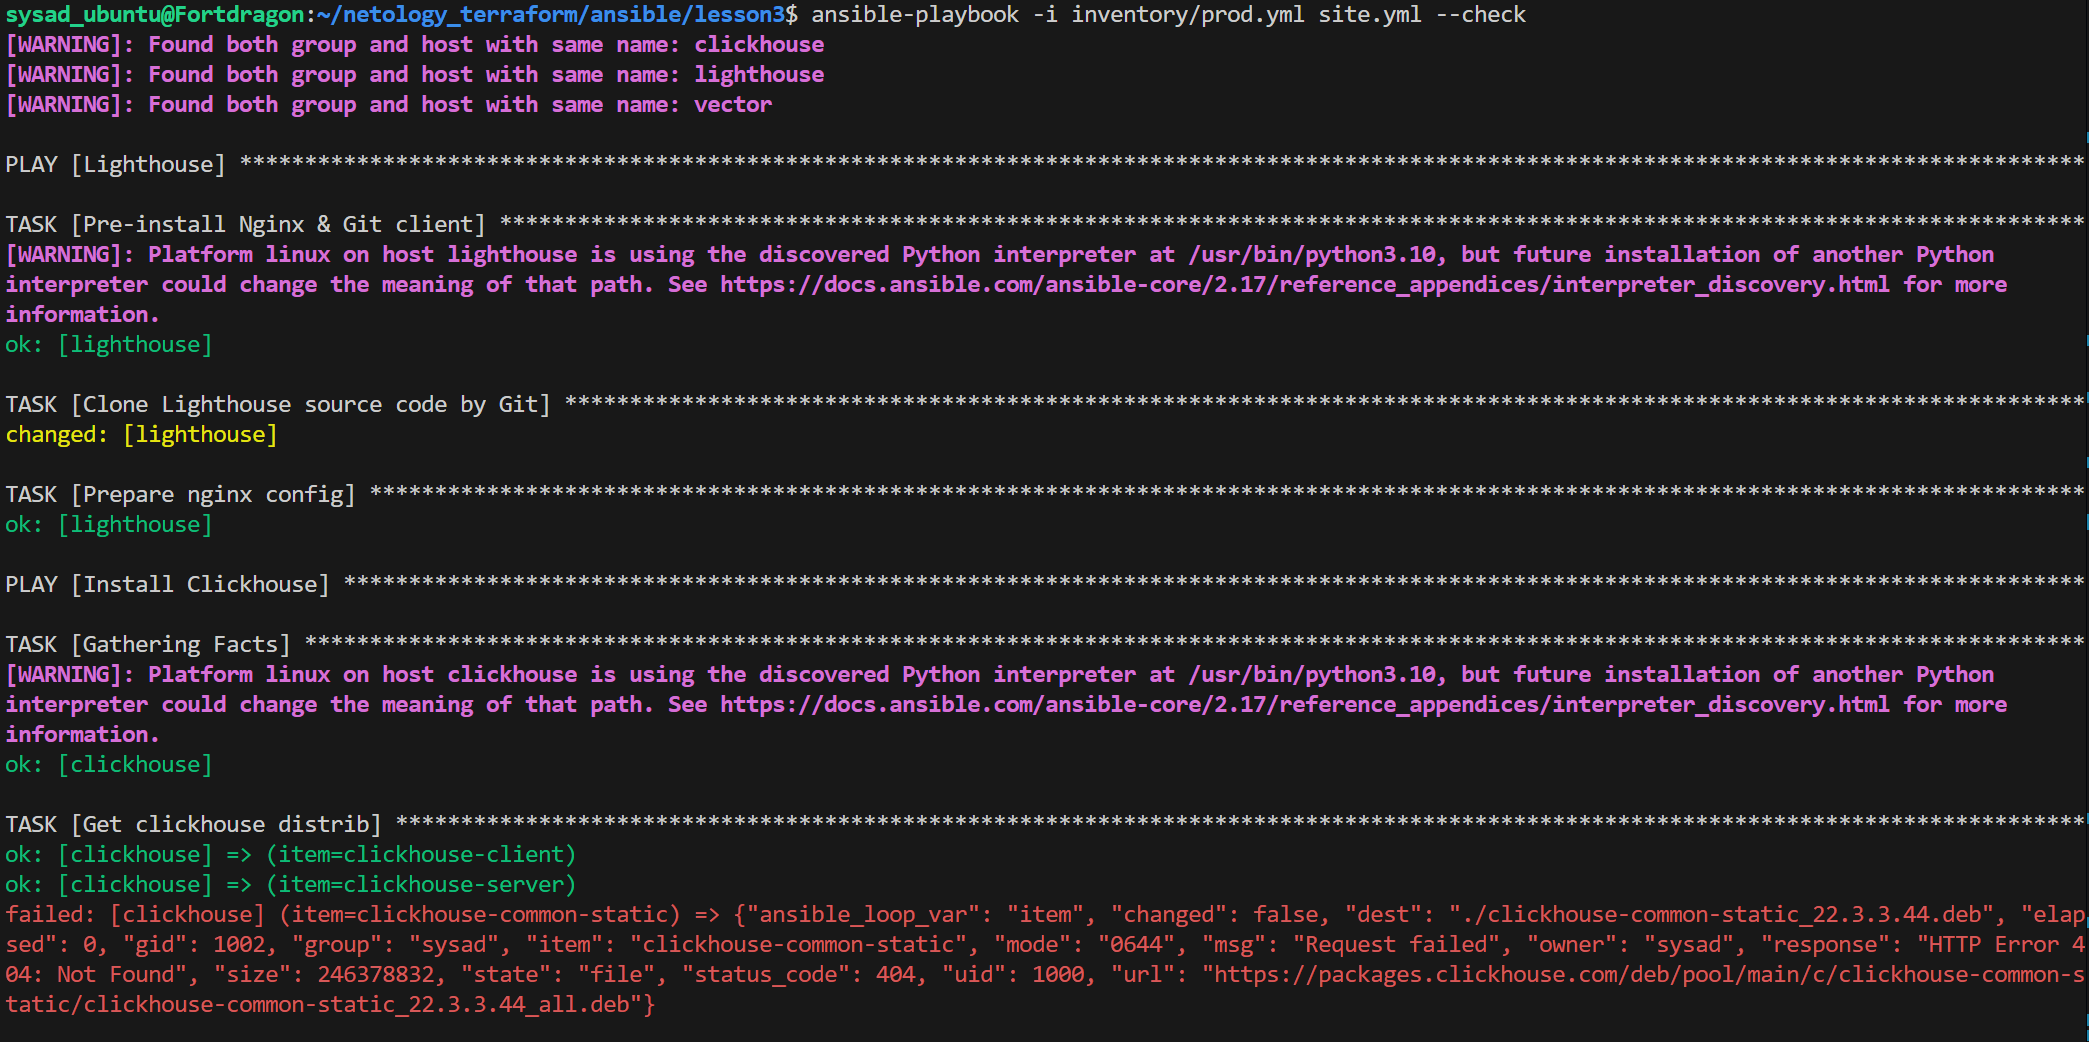 sysad_ubuntu@Fortdragon:~/netology_terraform/ansible/lesson3$ ansible-playbook -i inventory/prod.yml site.yml --check
[WARNING]: Found both group and host with same name: clickhouse
[WARNING]: Found both group and host with same name: lighthouse
[WARNING]: Found both group and host with same name: vector
PLAY [Lighthouse] **********************************************************************************************************************************************
TASK [Pre-install Nginx & Git client] **************************************************************************************************************************
[WARNING]: Platform linux on host lighthouse is using the discovered Python interpreter at /usr/bin/python3.10, but future installation of another Python
interpreter could change the meaning of that path. See https://docs.ansible.com/ansible-core/2.17/reference_appendices/interpreter_discovery.html for more
information.
ok: [lighthouse]
TASK [Clone Lighthouse source code by Git] *********************************************************************************************************************
changed: [lighthouse]
TASK [Prepare nginx config] ************************************************************************************************************************************
ok: [lighthouse]
PLAY [Install Clickhouse] **************************************************************************************************************************************
TASK [Gathering Facts] *****************************************************************************************************************************************
[WARNING]: Platform linux on host clickhouse is using the discovered Python interpreter at /usr/bin/python3.10, but future installation of another Python
interpreter could change the meaning of that path. See https://docs.ansible.com/ansible-core/2.17/reference_appendices/interpreter_discovery.html for more
information.
ok: [clickhouse]
TASK [Get clickhouse distrib] **********************************************************************************************************************************
ok: [clickhouse] => (item=clickhouse-client)
ok: [clickhouse] => (item=clickhouse-server)
failed: [clickhouse] (item=clickhouse-common-static) => {"ansible_loop_var": "item", "changed": false, "dest": "./clickhouse-common-static_22.3.3.44.deb", "elap
sed": 0, "gid": 1002, "group": "sysad", "item": "clickhouse-common-static", "mode": "0644", "msg": "Request failed", "owner": "sysad", "response": "HTTP Error 4
04: Not Found", "size": 246378832, "state": "file", "status_code": 404, "uid": 1000, "url": "https://packages.clickhouse.com/deb/pool/main/c/clickhouse-common-s
tatic/clickhouse-common-static_22.3.3.44_all.deb"}